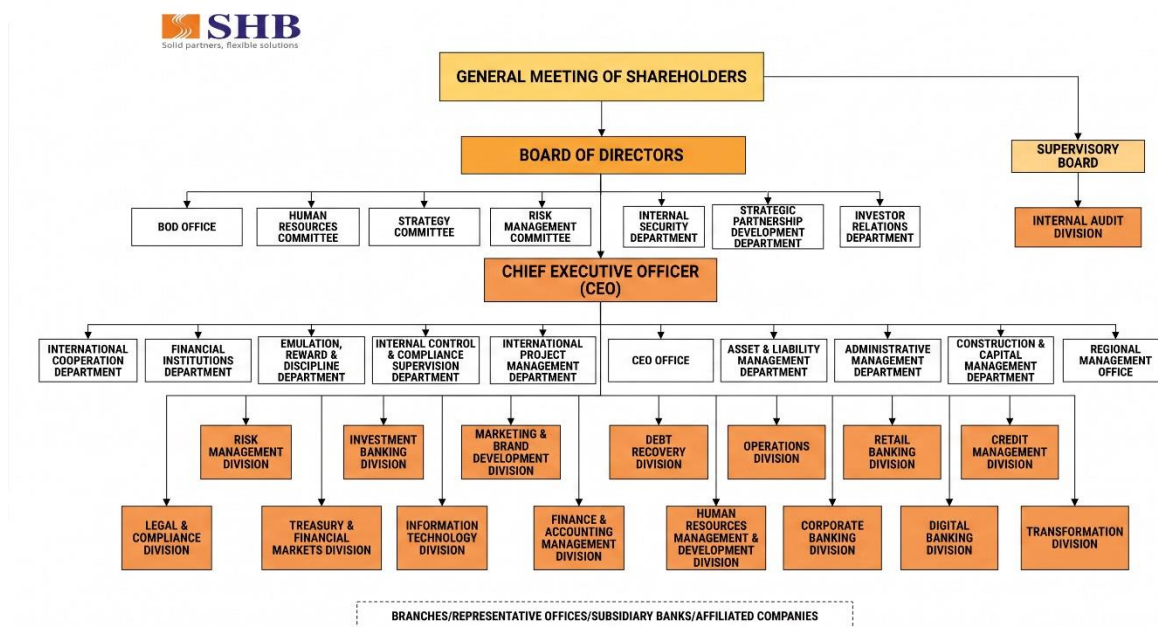 SHB
Solid partners, flexible solutions
GENERAL MEETING OF SHAREHOLDERS
BOARD OF DIRECTORS
SUPERVISORY
BOARD
BOD OFFICE
HUMAN
RESOURCES
COMMITTEE
STRATEGY
COMMITTEE
RISK
MANAGEMENT
COMMITTEE
INTERNAL
SECURITY
DEPARTMENT
STRATEGIC
PARTNERSHIP
DEVELOPMENT
DEPARTMENT
INVESTOR
RELATIONS
DEPARTMENT
INTERNAL AUDIT
DIVISION
CHIEF EXECUTIVE OFFICER
(CEO)
INTERNATIONAL
COOPERATION
DEPARTMENT
FINANCIAL
INSTITUTIONS
DEPARTMENT
EMULATION,
REWARD &
DISCIPLINE
DEPARTMENT
INTERNAL CONTROL
& COMPLIANCE
SUPERVISION
DEPARTMENT
INTERNATIONAL
PROJECT
MANAGEMENT
DEPARTMENT
CEO OFFICE
ASSET & LIABILITY
MANAGEMENT
DEPARTMENT
ADMINISTRATIVE
MANAGEMENT
DEPARTMENT
CONSTRUCTION &
CAPITAL
MANAGEMENT
DEPARTMENT
REGIONAL
MANAGEMENT
OFFICE
RISK
MANAGEMENT
DIVISION
INVESTMENT
BANKING
DIVISION
MARKETING &
BRAND
DEVELOPMENT
DIVISION
DEBT
RECOVERY
DIVISION
OPERATIONS
DIVISION
RETAIL
BANKING
DIVISION
CREDIT
MANAGEMENT
DIVISION
LEGAL &
COMPLIANCE
DIVISION
TREASURY &
FINANCIAL
MARKETS DIVISION
INFORMATION
TECHNOLOGY
DIVISION
FINANCE &
ACCOUNTING
MANAGEMENT
DIVISION
HUMAN
RESOURCES
MANAGEMENT &
DEVELOPMENT
DIVISION
CORPORATE
BANKING
DIVISION
DIGITAL
BANKING
DIVISION
TRANSFORMATION
DIVISION
BRANCHES/REPRESENTATIVE OFFICES/SUBSIDIARY BANKS/AFFILIATED COMPANIES